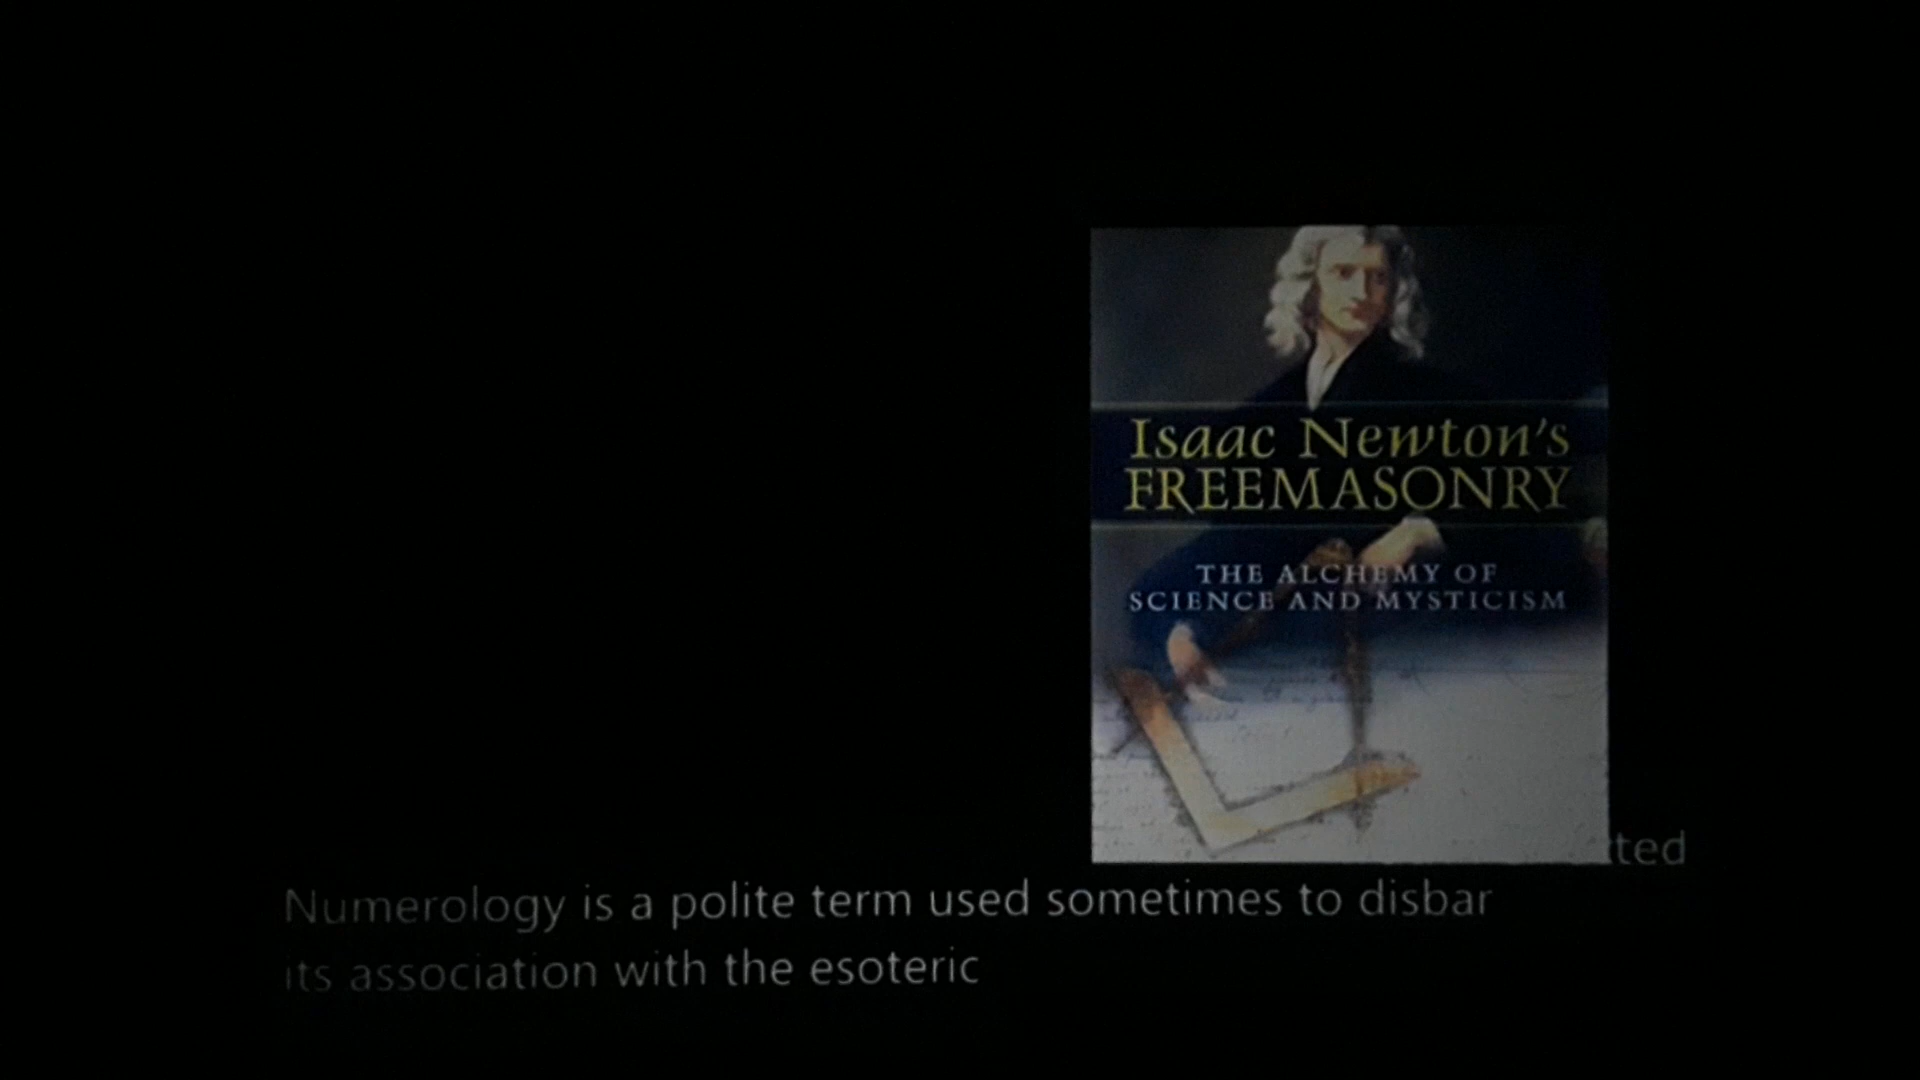 Isaac Newton's
FREEMASONRY
THE ALCHEMY OF
SCIENCE AND MYSTICISM
Numerology is a polite term used sometimes to disbar
its association with the esoteric